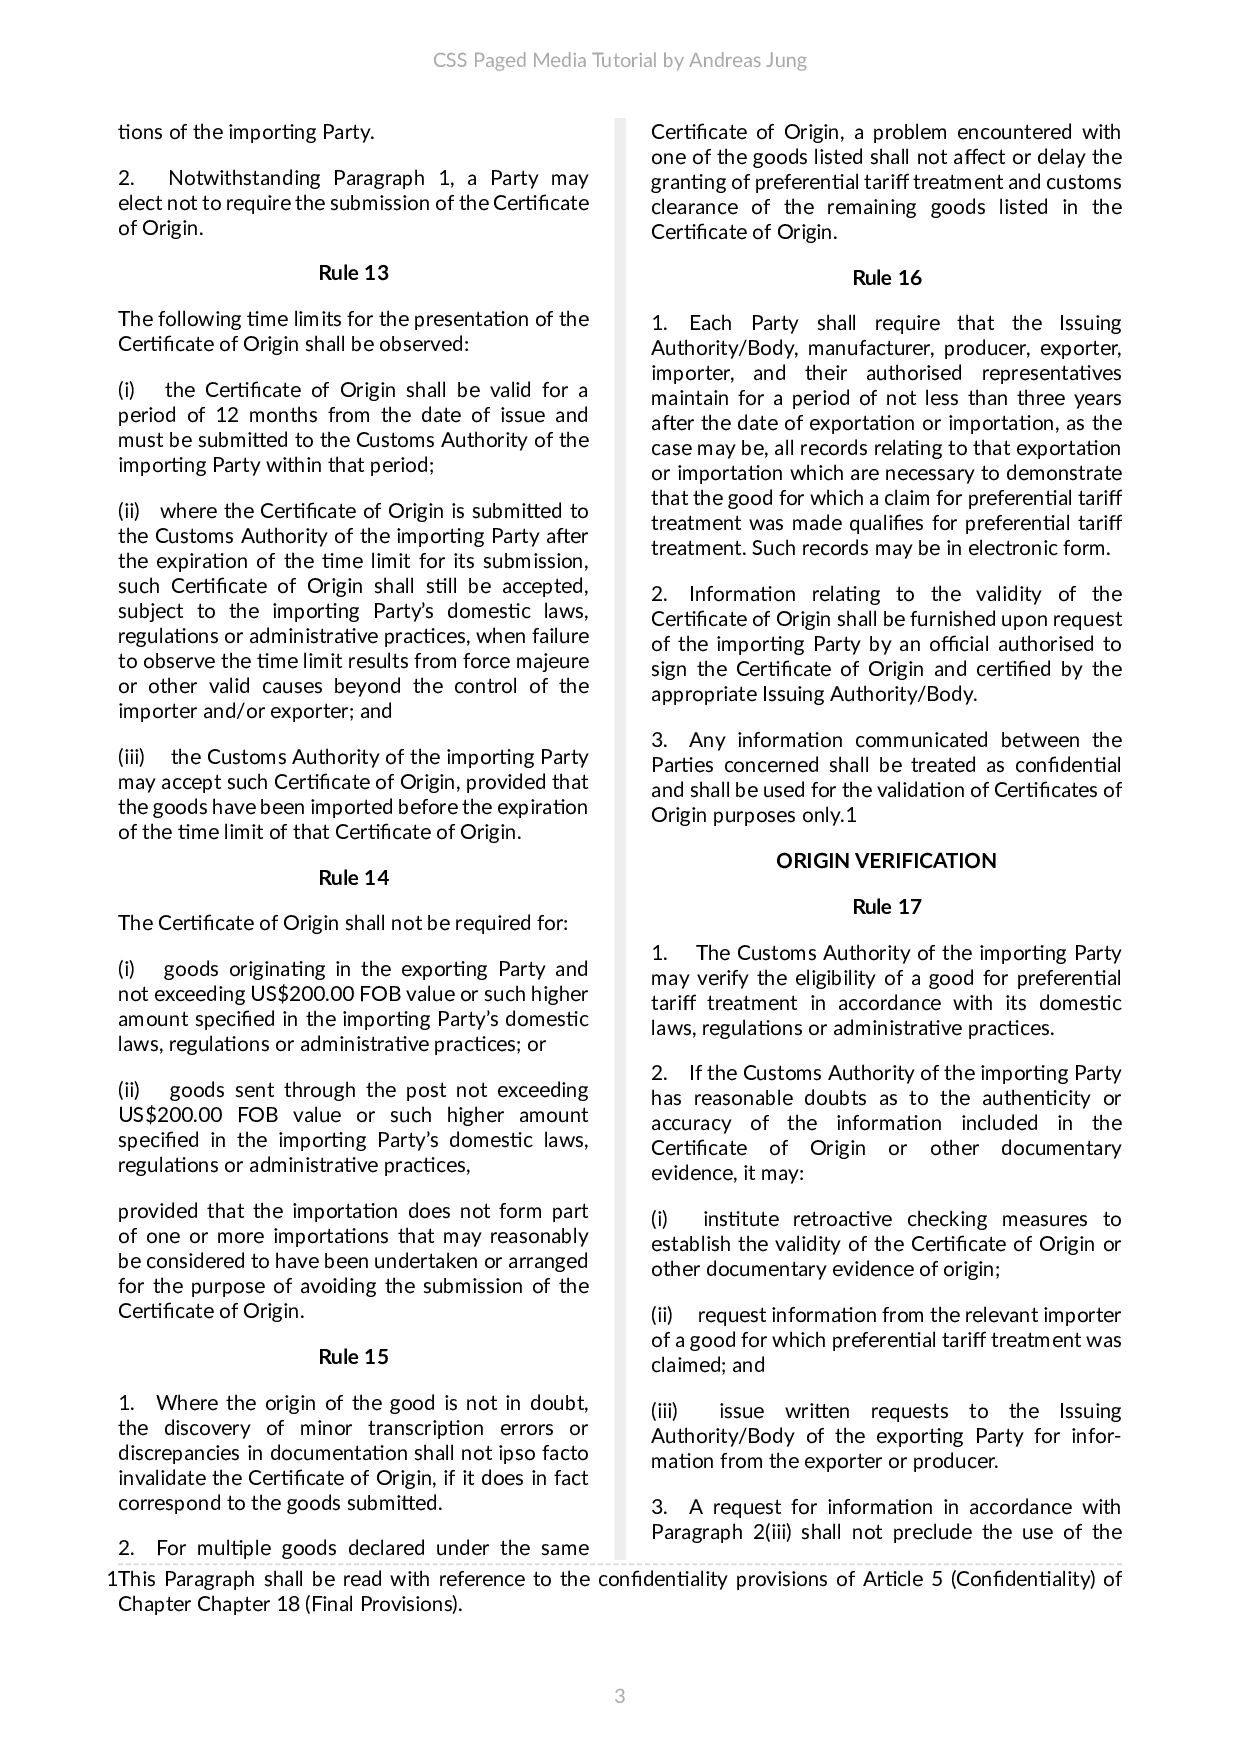 CSS Paged Media Tutorial by Andreas Jung
tions of the importing Party.
2. Notwithstanding Paragraph 1, a Party may
elect not to require the submission of the Certificate
of Origin.
Rule 13
The following time limits for the presentation of the
Certificate of Origin shall be observed:
(i) the Certificate of Origin shall be valid for a
period of 12 months from the date of issue and
must be submitted to the Customs Authority of the
importing Party within that period;
(ii) where the Certificate of Origin is submitted to
the Customs Authority of the importing Party after
the expiration of the time limit for its submission,
such Certificate of Origin shall still be accepted,
subject to the importing Party’s domestic laws,
regulations or administrative practices, when failure
to observe the time limit results from force majeure
or other valid causes beyond the control of the
importer and/or exporter; and
(iii) the Customs Authority of the importing Party
may accept such Certificate of Origin, provided that
the goods have been imported before the expiration
of the time limit of that Certificate of Origin.
Rule 14
The Certificate of Origin shall not be required for:
(i) goods originating in the exporting Party and
not exceeding US$200.00 FOB value or such higher
amount specified in the importing Party’s domestic
laws, regulations or administrative practices; or
(ii) goods sent through the post not exceeding
US$200.00 FOB value or such higher amount
specified in the importing Party’s domestic laws,
regulations or administrative practices,
provided that the importation does not form part
of one or more importations that may reasonably
be considered to have been undertaken or arranged
for the purpose of avoiding the submission of the
Certificate of Origin.
Rule 15
1. Where the origin of the good is not in doubt,
the discovery of minor transcription errors or
discrepancies in documentation shall not ipso facto
invalidate the Certificate of Origin, if it does in fact
correspond to the goods submitted.
2. For multiple goods declared under the same
Certificate of Origin, a problem encountered with
one of the goods listed shall not affect or delay the
granting of preferential tariff treatment and customs
clearance of the remaining goods listed in the
Certificate of Origin.
Rule 16
1. Each Party shall require that the Issuing
Authority/Body, manufacturer, producer, exporter,
importer, and their authorised representatives
maintain for a period of not less than three years
after the date of exportation or importation, as the
case may be, all records relating to that exportation
or importation which are necessary to demonstrate
that the good for which a claim for preferential tariff
treatment was made qualifies for preferential tariff
treatment. Such records may be in electronic form.
2. Information relating to the validity of the
Certificate of Origin shall be furnished upon request
of the importing Party by an official authorised to
sign the Certificate of Origin and certified by the
appropriate Issuing Authority/Body.
3. Any information communicated between the
Parties concerned shall be treated as confidential
and shall be used for the validation of Certificates of
Origin purposes only.1
ORIGIN VERIFICATION
Rule 17
1. The Customs Authority of the importing Party
may verify the eligibility of a good for preferential
tariff treatment in accordance with its domestic
laws, regulations or administrative practices.
2. If the Customs Authority of the importing Party
has reasonable doubts as to the authenticity or
accuracy of the information included in the
Certificate of Origin or other documentary
evidence, it may:
(i) institute retroactive checking measures to
establish the validity of the Certificate of Origin or
other documentary evidence of origin;
(ii) request information from the relevant importer
of a good for which preferential tariff treatment was
claimed; and
(iii) issue written requests to the Issuing
Authority/Body of the exporting Party for infor-
mation from the exporter or producer.
3. A request for information in accordance with
Paragraph 2(iii) shall not preclude the use of the
1This Paragraph shall be read with reference to the confidentiality provisions of Article 5 (Confidentiality) of
Chapter Chapter 18 (Final Provisions).
3